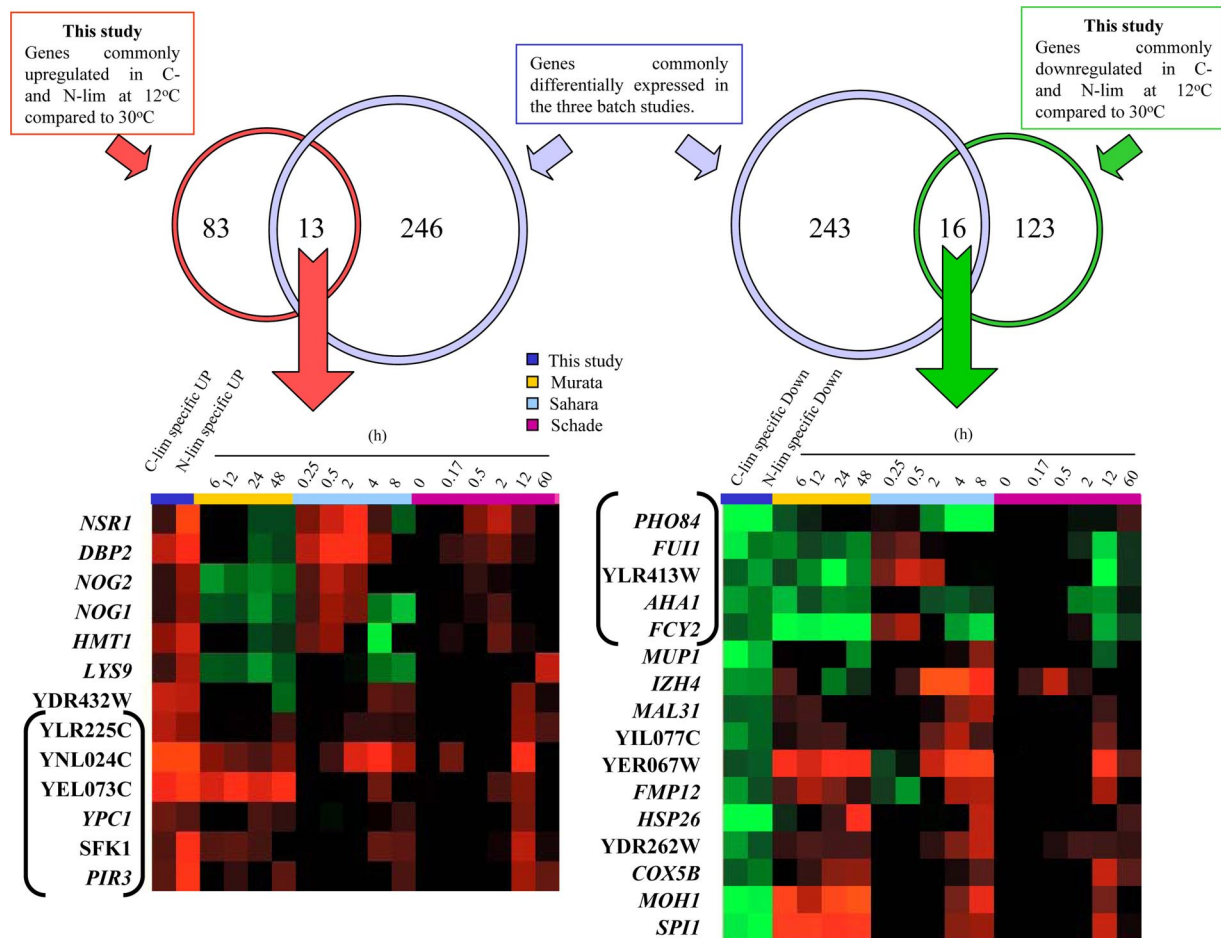 This study
Genes commonly
upregulated in C-
and N-lim at 12ºC
compared to 30ºC
Genes commonly
differentially expressed in
the three batch studies.
This study
Genes commonly
downregulated in C-
and N-lim at 12ºC
compared to 30ºC
83
13
246
243
16
123
This study
Murata
Sahara
Schade
C-lim specific UP
N-lim specific UP
(h)
6 12 24 48 0.25 0.5 2 4 8 0 0.17 0.5 2 12 60
NSR1
DBP2
NOG2
NOG1
HMT1
LYS9
YDR432W
YLR225C
YNL024C
YEL073C
YPC1
SFK1
PIR3
C-lim specific Down
N-lim specific Down
(h)
6 12 24 48 0.25 0.5 2 4 8 0 0.17 0.5 2 12 60
PHO84
FUI1
YLR413W
AHA1
FCY2
MUP1
IZH4
MAL31
YIL077C
YER067W
FMP12
HSP26
YDR262W
COX5B
MOH1
SPI1